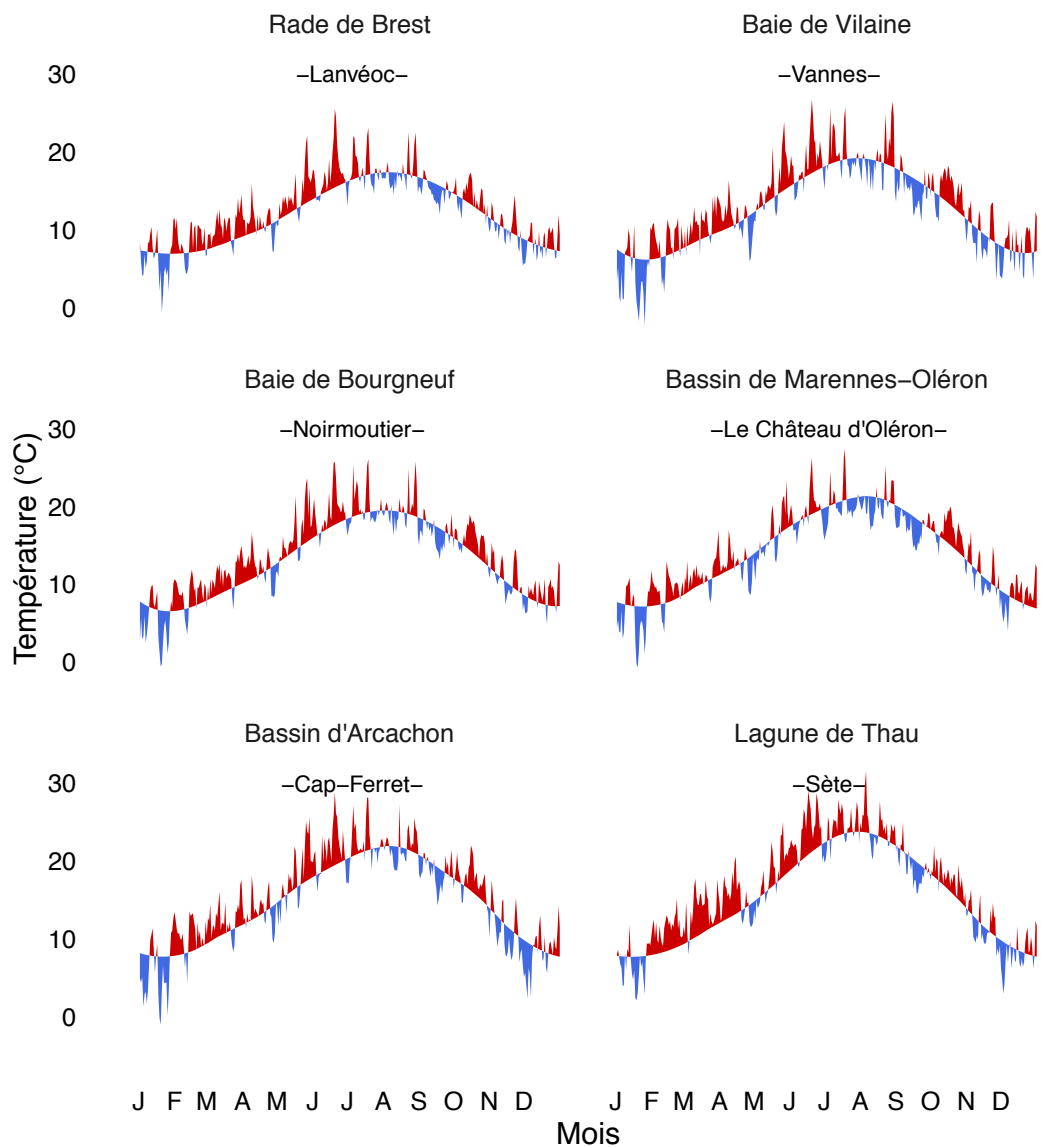 Rade de Brest
Baie de Vilaine
30
–Lanvéoc–
–Vannes–
20
10
0
Baie de Bourgneuf
Bassin de Marennes–Oléron
30
–Noirmoutier–
–Le Château d'Oléron–
20
10
0
Température (°C)
Bassin d'Arcachon
Lagune de Thau
30
–Cap–Ferret–
–Sète–
20
10
0
J F M A M J J A S O N D
J F M A M J J A S O N D
Mois